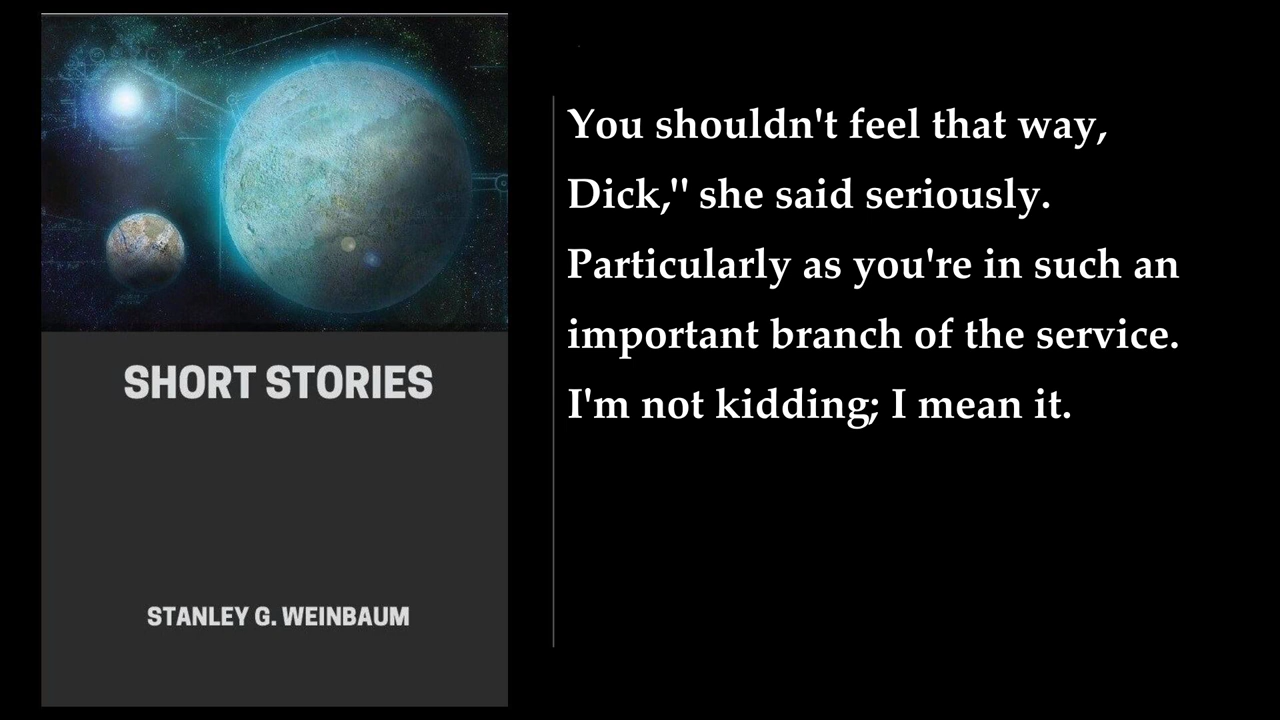 SHORT STORIES
STANLEY G. WEINBAUM
You shouldn't feel that way,
Dick," she said seriously.
Particularly as you're in such an
important branch of the service.
I'm not kidding; I mean it.